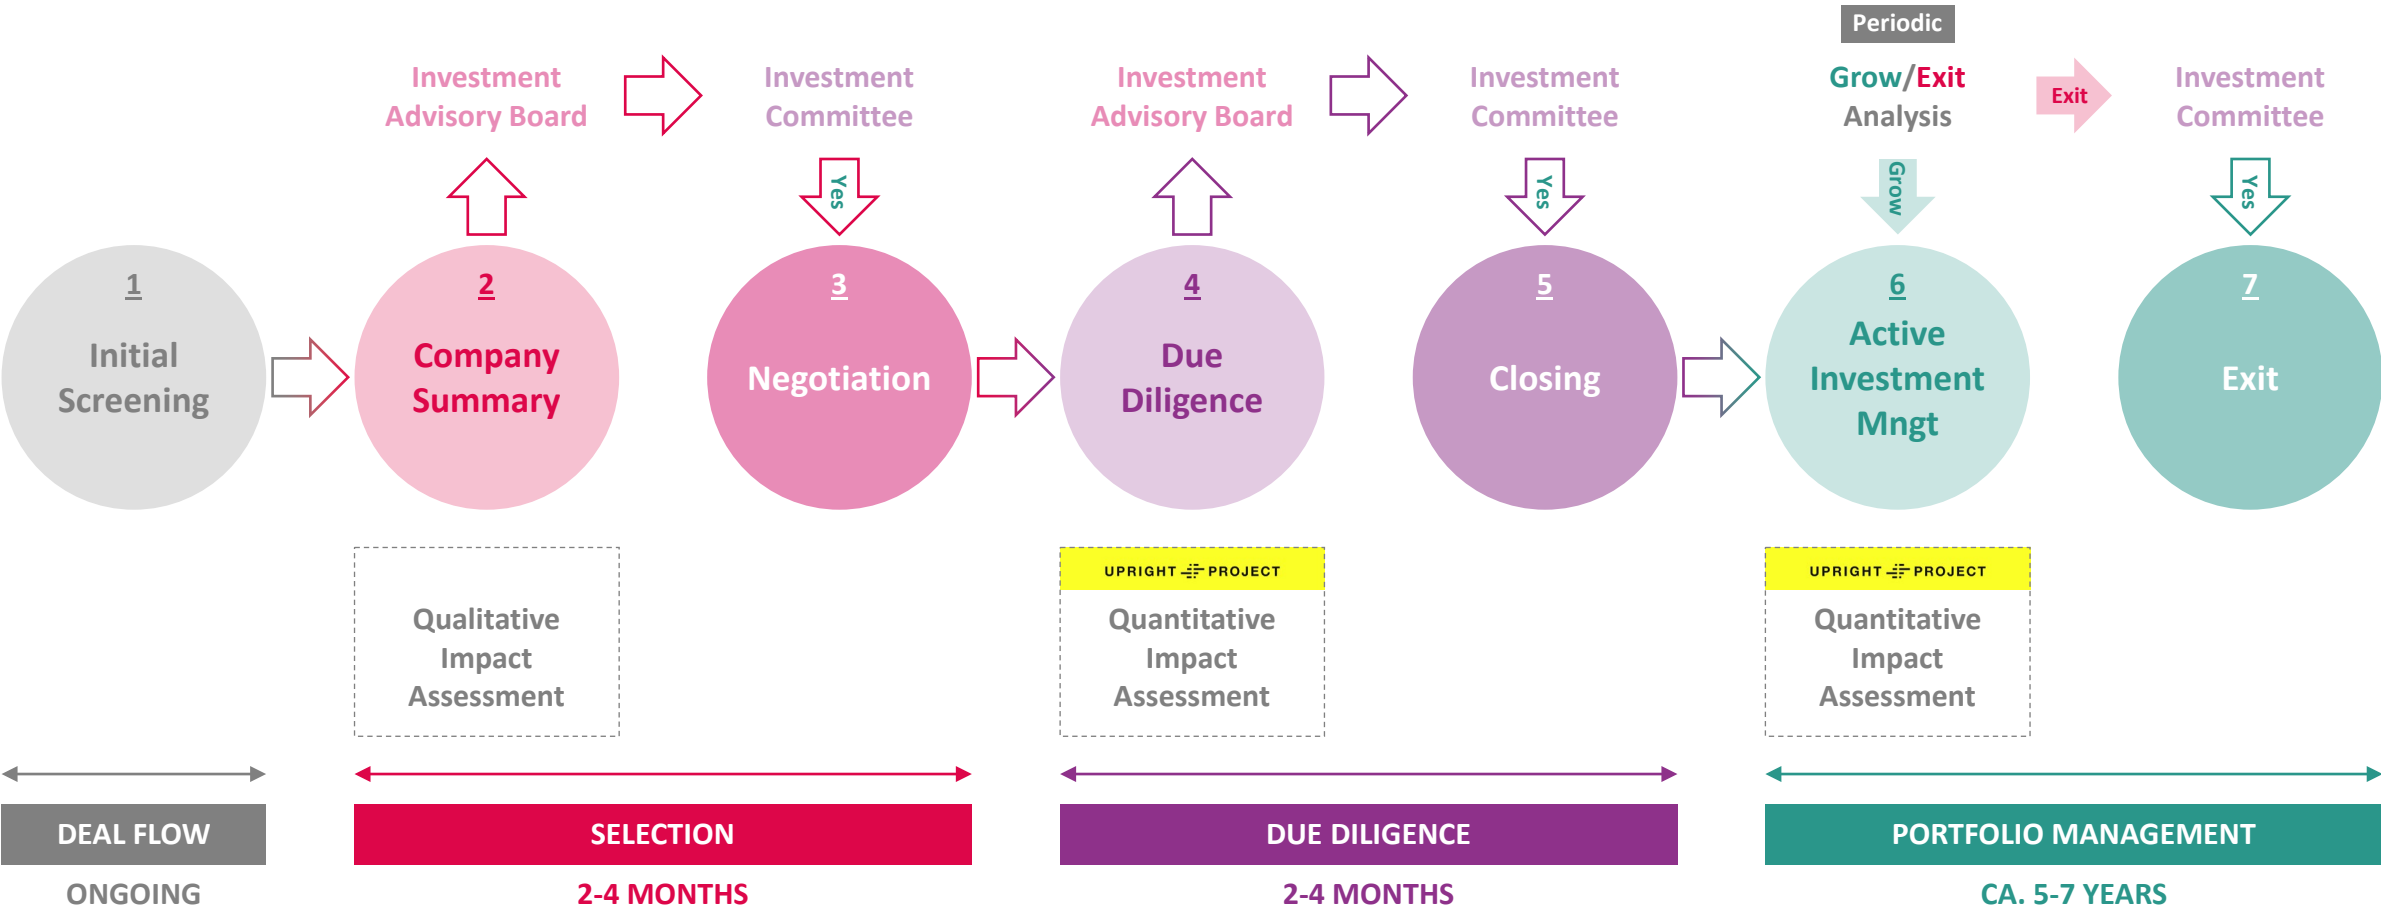 Periodic
Investment
Advisory Board
Investment
Committee
Investment
Advisory Board
Investment
Committee
Grow/Exit
Analysis
Exit
Investment
Committee
Yes
Yes
Grow
Yes
1
Initial
Screening
2
Company
Summary
3
Negotiation
4
Due
Diligence
5
Closing
6
Active
Investment
Mngt
7
Exit
Qualitative
Impact
Assessment
UPRIGHT PROJECT
Quantitative
Impact
Assessment
UPRIGHT PROJECT
Quantitative
Impact
Assessment
DEAL FLOW
SELECTION
DUE DILIGENCE
PORTFOLIO MANAGEMENT
ONGOING
2-4 MONTHS
2-4 MONTHS
CA. 5-7 YEARS